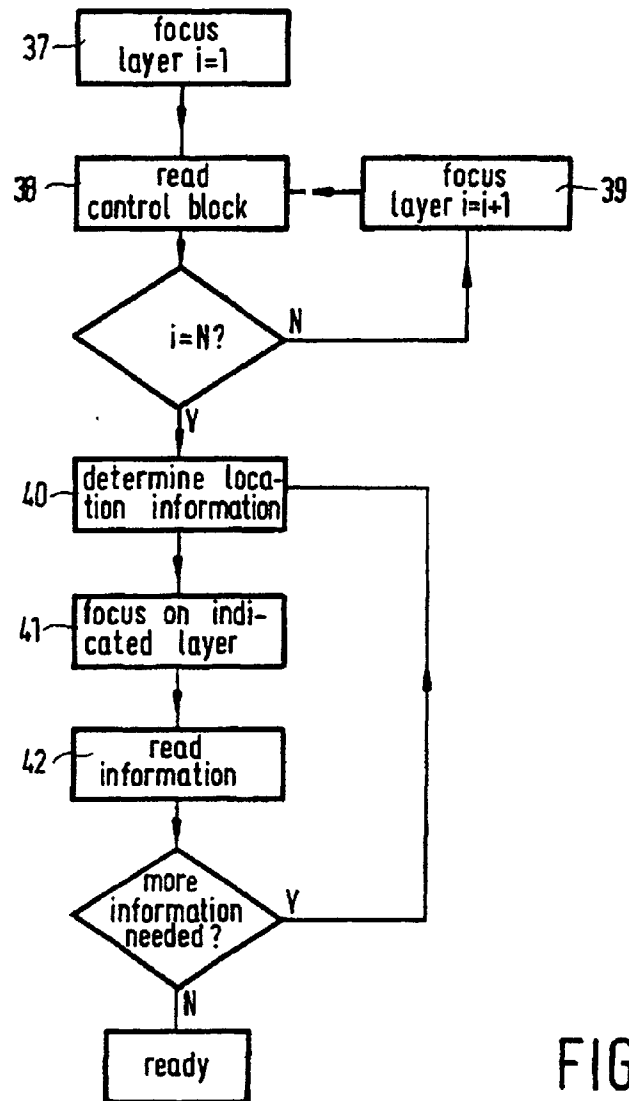 37
focus
layer i=1
38
read
control block
focus
layer i=i+1
39
i=N?
N
Y
40
determine loca-
tion information
41
focus on indi-
cated layer
42
read
information
more
information
needed?
Y
N
ready
FIG